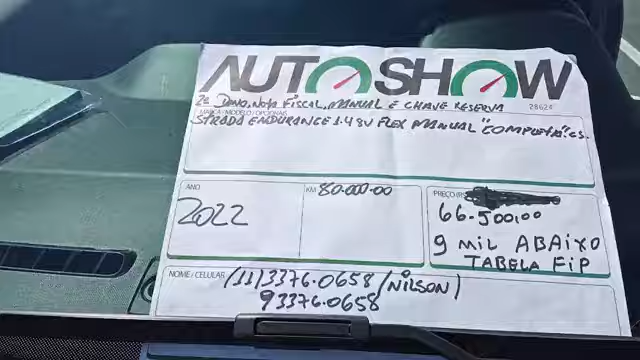 AUTOSHOW
2º DONO, NOTA FISCAL, MANUAL E CHAVE RESERVA
28624
MARCA / MODELO / OPCIONAIS
STRADA ENDURANCE 1.4 8V FLEX MANUAL "COMPLETA" CS.
ANO
2022
KM
80.000.00
PREÇO (R$)
66.500,00
9 MIL ABAIXO
TABELA FIP
NOME / CELULAR
(11) 3376.0658 (NILSON)
93376.0658